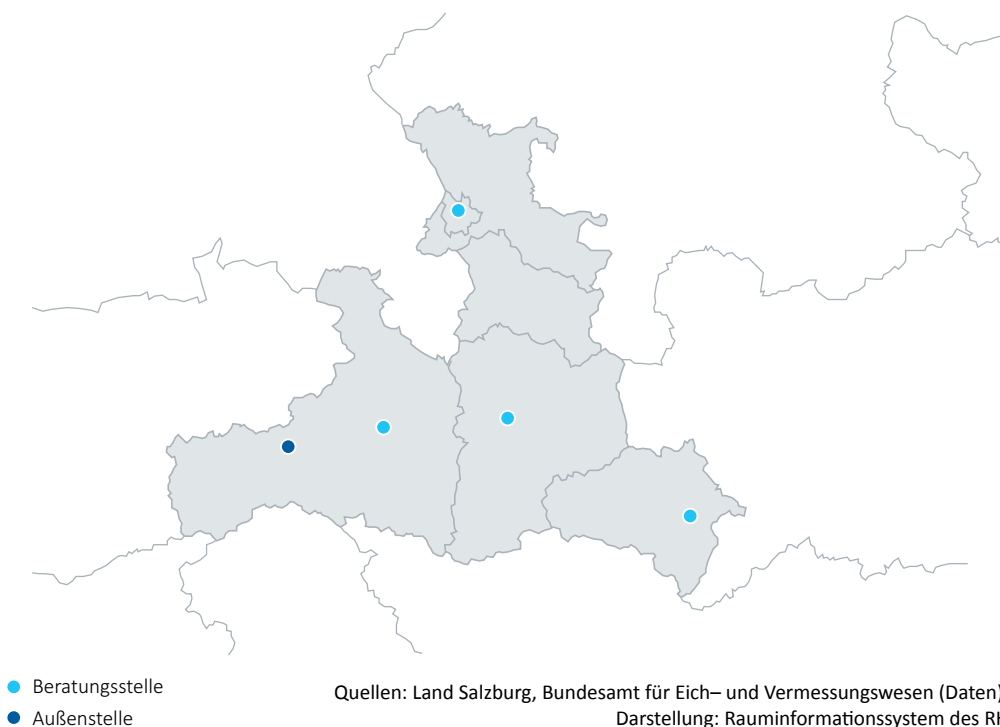 Beratungsstelle
Außenstelle
Quellen: Land Salzburg, Bundesamt für Eich– und Vermessungswesen (Daten)
Darstellung: Rauminformationssystem des